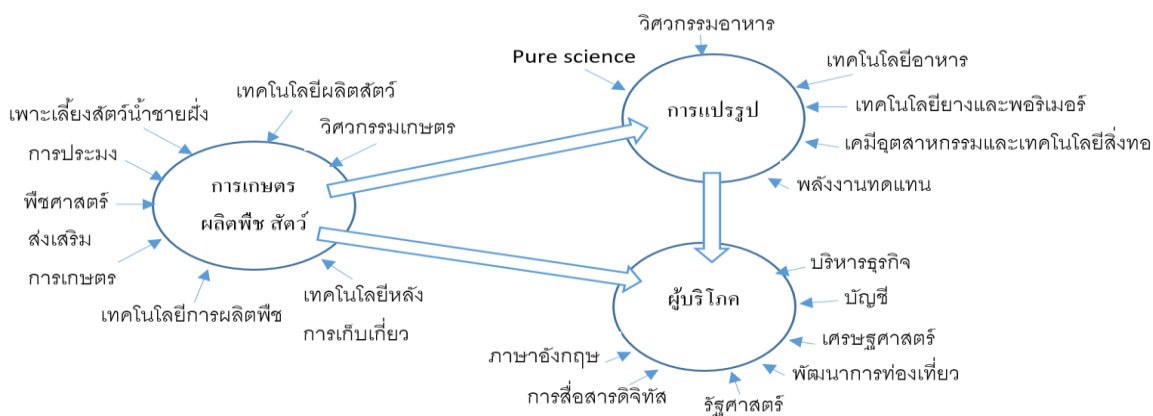 วิศวกรรมอาหาร
Pure science
เทคโนโลยีอาหาร
การแปรรูป
เทคโนโลยียางและพอริเมอร์
เคมีอุตสาหกรรมและเทคโนโลยีสิ่งทอ
พลังงานทดแทน
เทคโนโลยีผลิตสัตว์
เพาะเลี้ยงสัตว์น้ำชายฝั่ง
วิศวกรรมเกษตร
การประมง
การเกษตร
ผลิตพืช สัตว์
พืชศาสตร์
ส่งเสริม
การเกษตร
เทคโนโลยีการผลิตพืช
เทคโนโลยีหลัง
การเก็บเกี่ยว
ผู้บริโภค
บริหารธุรกิจ
บัญชี
เศรษฐศาสตร์
พัฒนาการท่องเที่ยว
รัฐศาสตร์
การสื่อสารดิจิทัส
ภาษาอังกฤษ